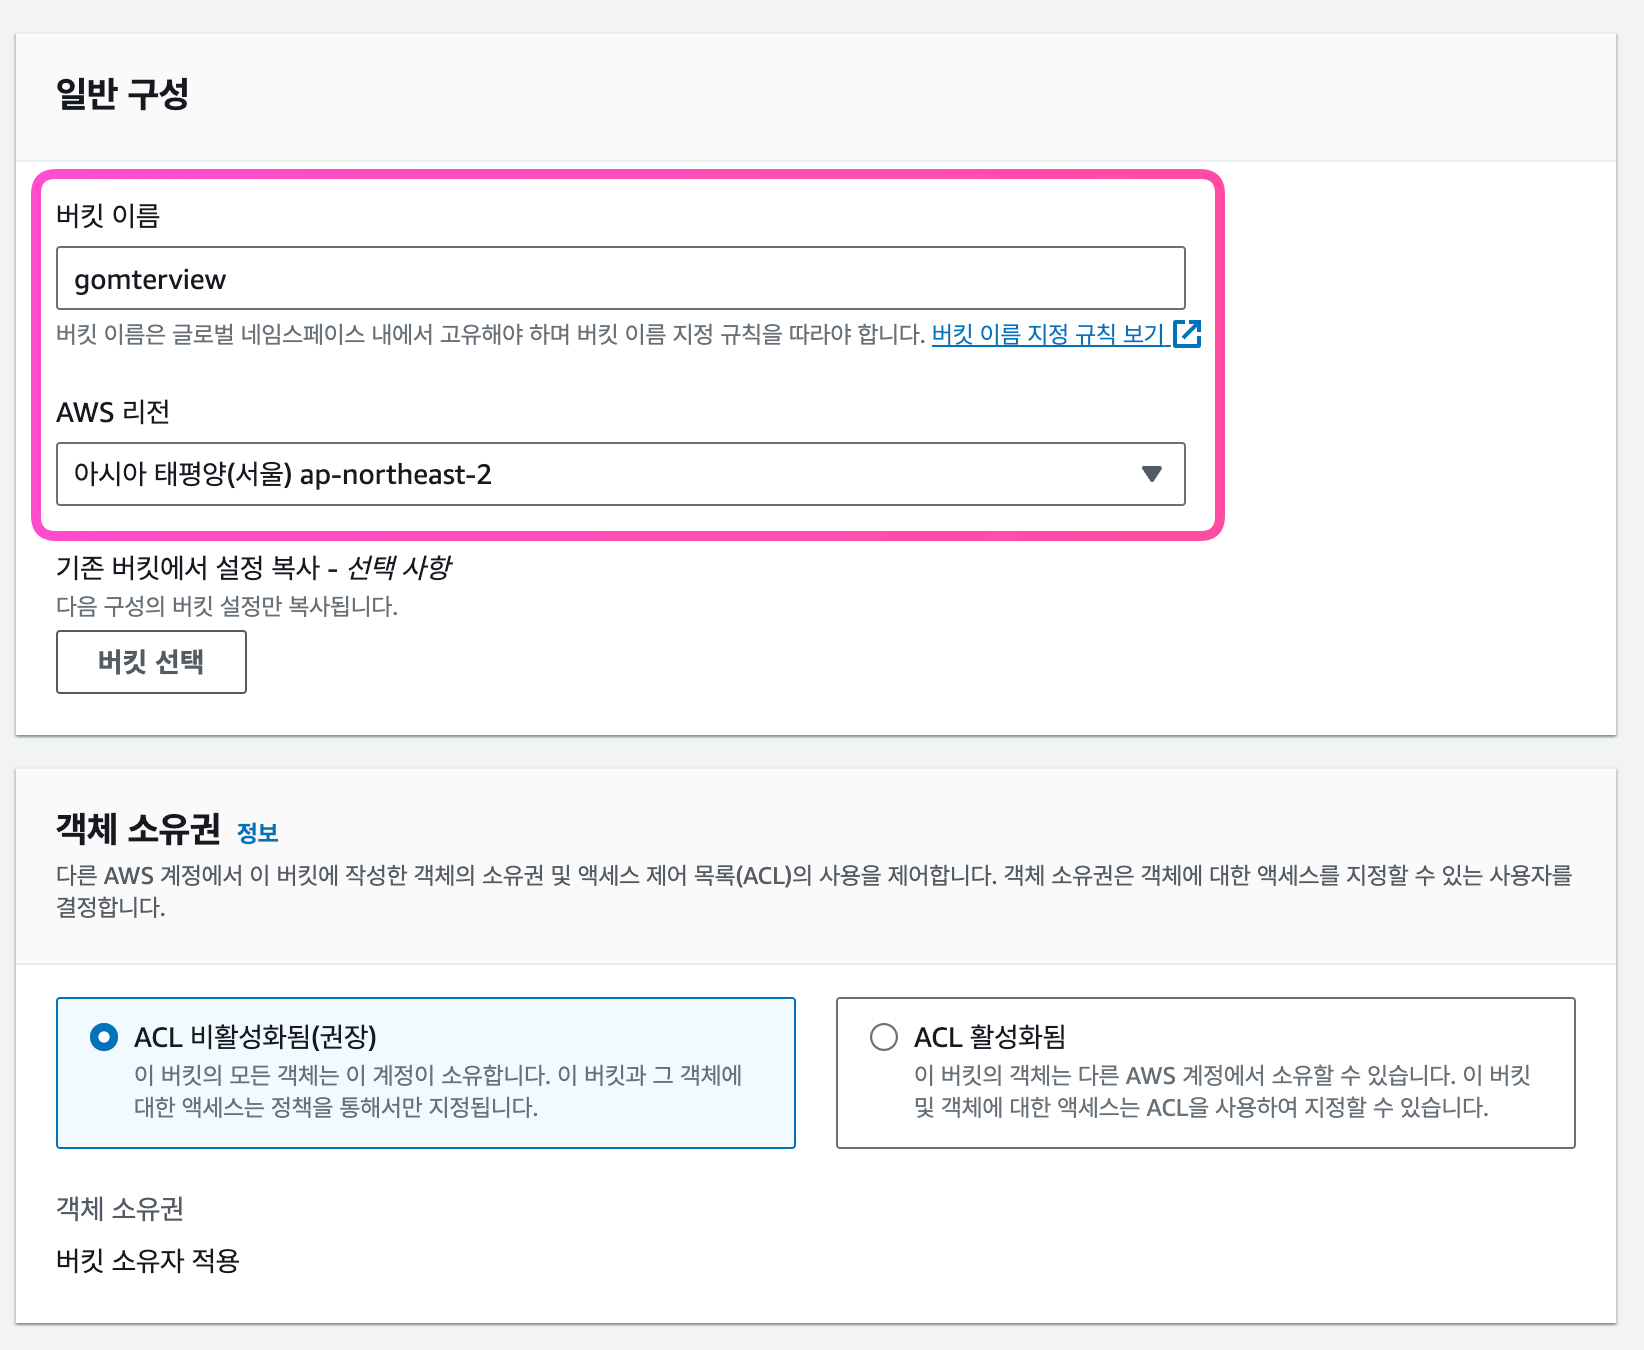 일반 구성
버킷 이름
gomterview
버킷 이름은 글로벌 네임스페이스 내에서 고유해야 하며 버킷 이름 지정 규칙을 따라야 합니다. 버킷 이름 지정 규칙 보기
AWS 리전
아시아 태평양(서울) ap-northeast-2
기존 버킷에서 설정 복사 - 선택 사항
다음 구성의 버킷 설정만 복사됩니다.
버킷 선택
객체 소유권 정보
다른 AWS 계정에서 이 버킷에 작성한 객체의 소유권 및 액세스 제어 목록(ACL)의 사용을 제어합니다. 객체 소유권은 객체에 대한 액세스를 지정할 수 있는 사용자를
결정합니다.
ACL 비활성화됨(권장)
이 버킷의 모든 객체는 이 계정이 소유합니다. 이 버킷과 그 객체에
대한 액세스는 정책을 통해서만 지정됩니다.
ACL 활성화됨
이 버킷의 객체는 다른 AWS 계정에서 소유할 수 있습니다. 이 버킷
및 객체에 대한 액세스는 ACL을 사용하여 지정할 수 있습니다.
객체 소유권
버킷 소유자 적용